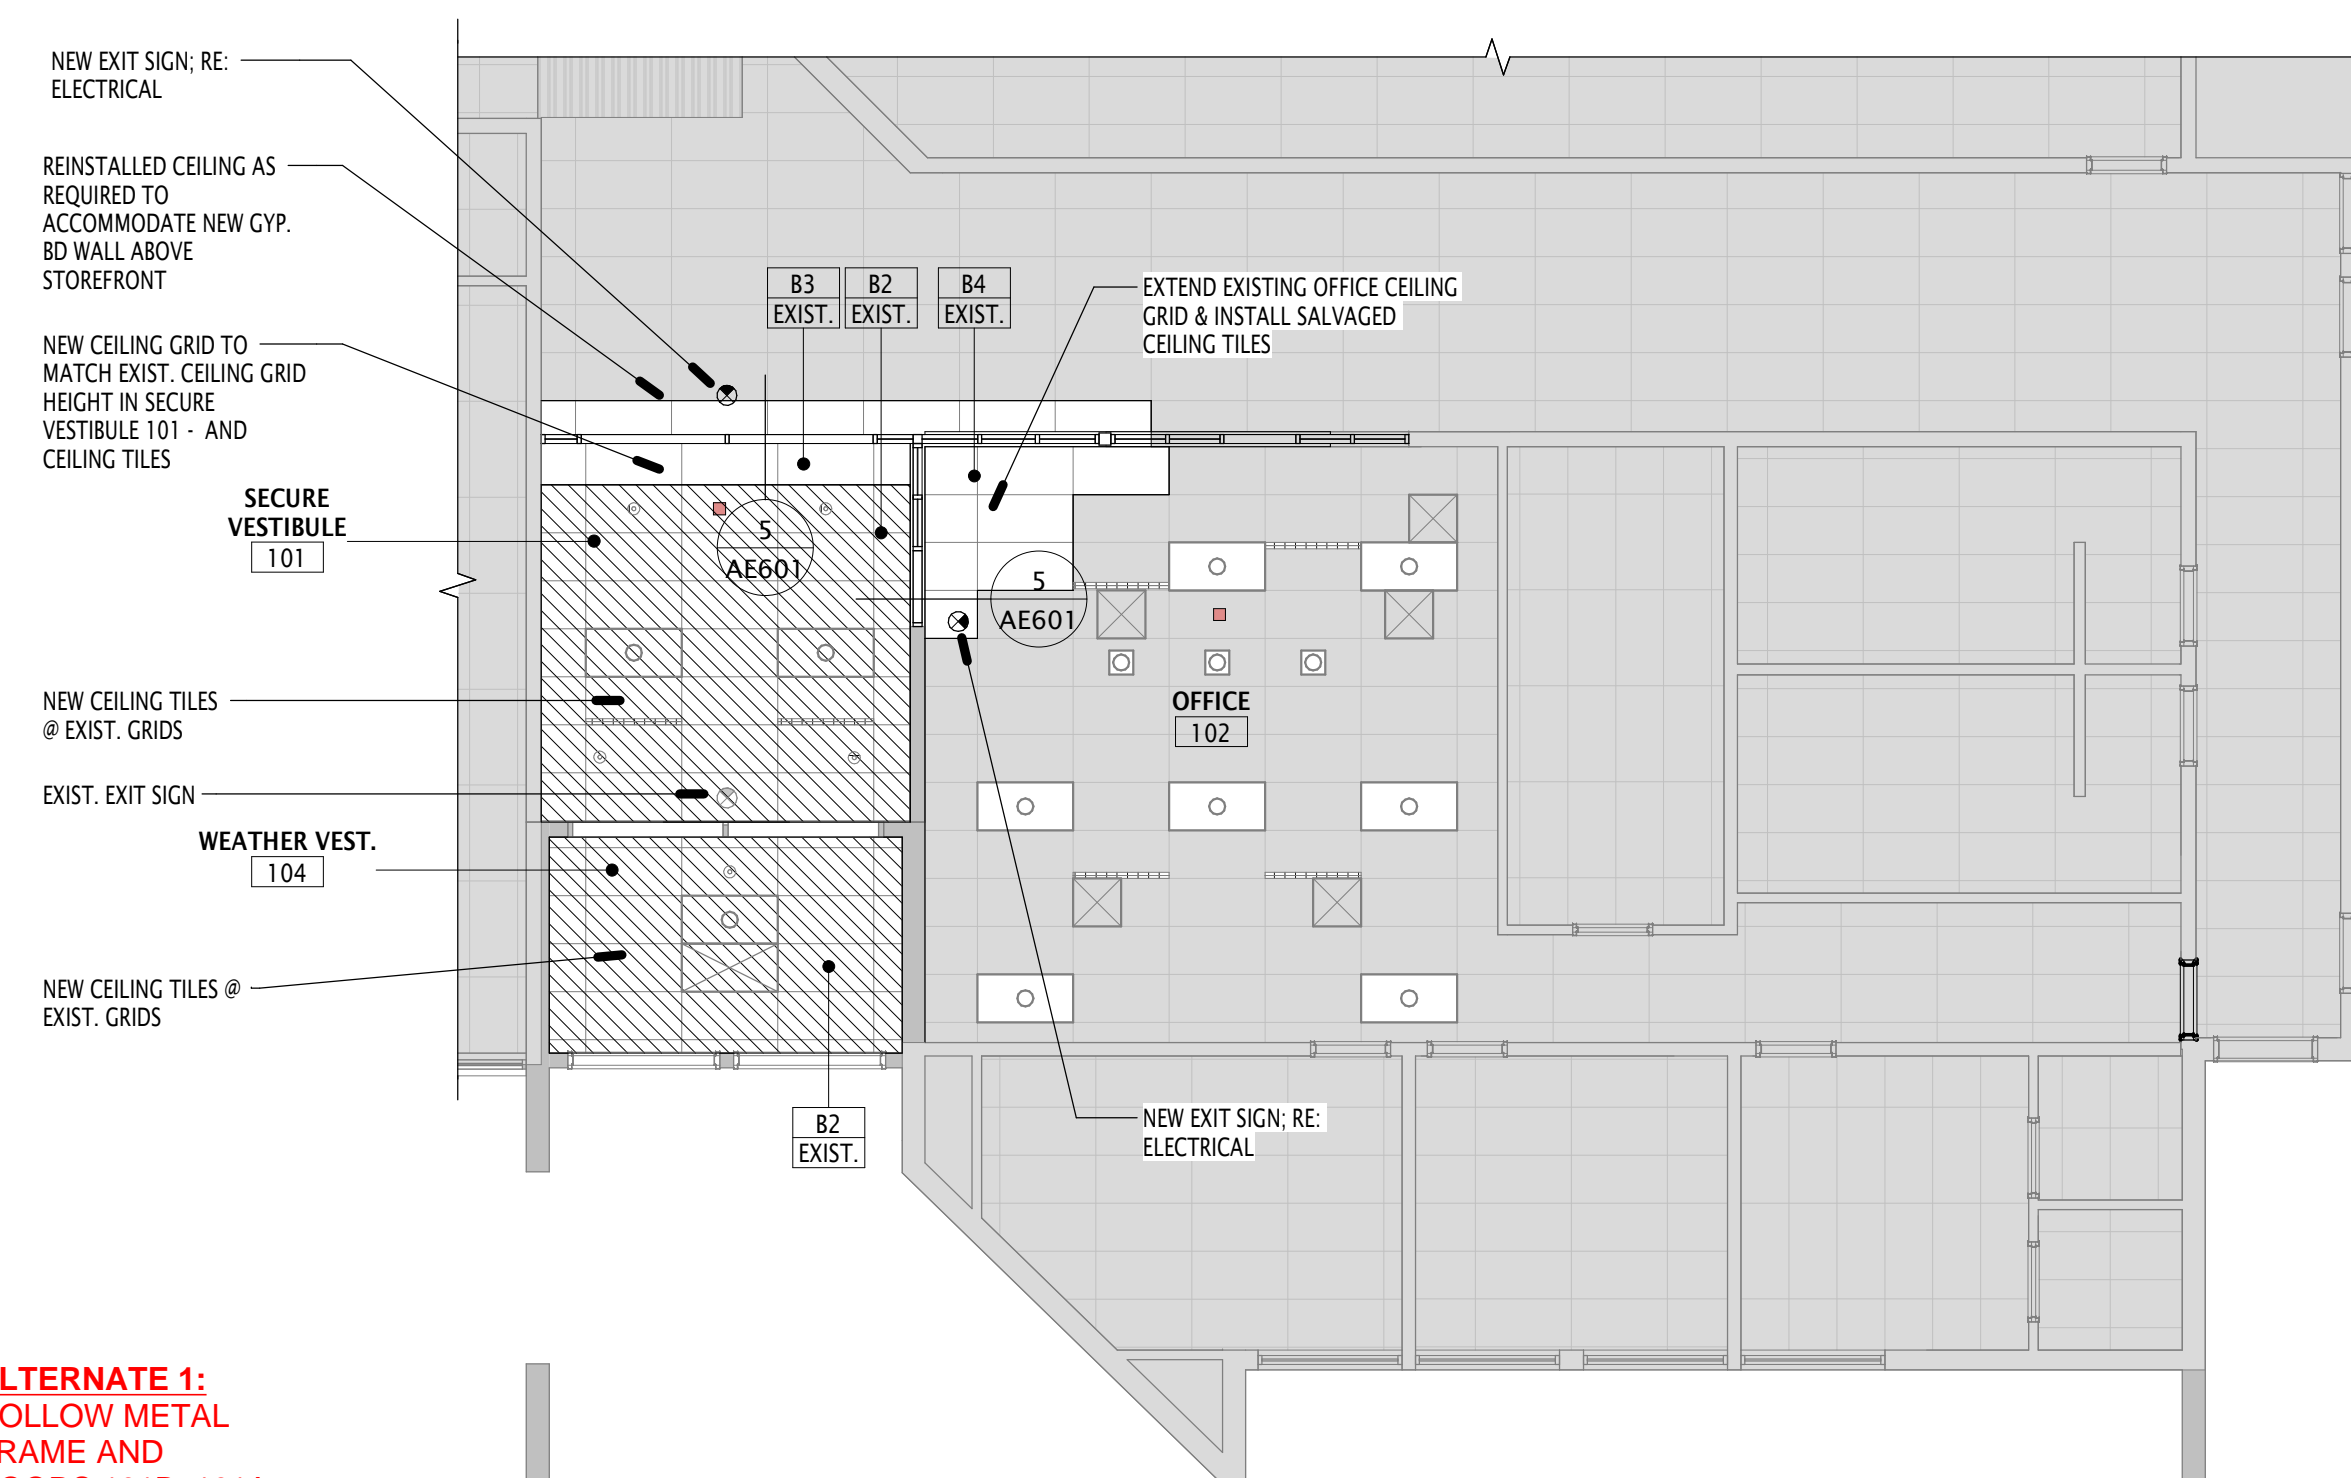 NEW EXIT SIGN; RE:
ELECTRICAL
REINSTALLED CEILING AS
REQUIRED TO
ACCOMMODATE NEW GYP.
BD WALL ABOVE
STOREFRONT
NEW CEILING GRID TO
MATCH EXIST. CEILING GRID
HEIGHT IN SECURE
VESTIBULE 101 - AND
CEILING TILES
SECURE
VESTIBULE
101
NEW CEILING TILES
@ EXIST. GRIDS
EXIST. EXIT SIGN
WEATHER VEST.
104
NEW CEILING TILES @
EXIST. GRIDS
B3
EXIST.
B2
EXIST.
B4
EXIST.
EXTEND EXISTING OFFICE CEILING
GRID & INSTALL SALVAGED
CEILING TILES
5
AE601
5
AE601
OFFICE
102
B2
EXIST.
NEW EXIT SIGN; RE:
ELECTRICAL
LTERNATE 1:
OLLOW METAL
RAME AND